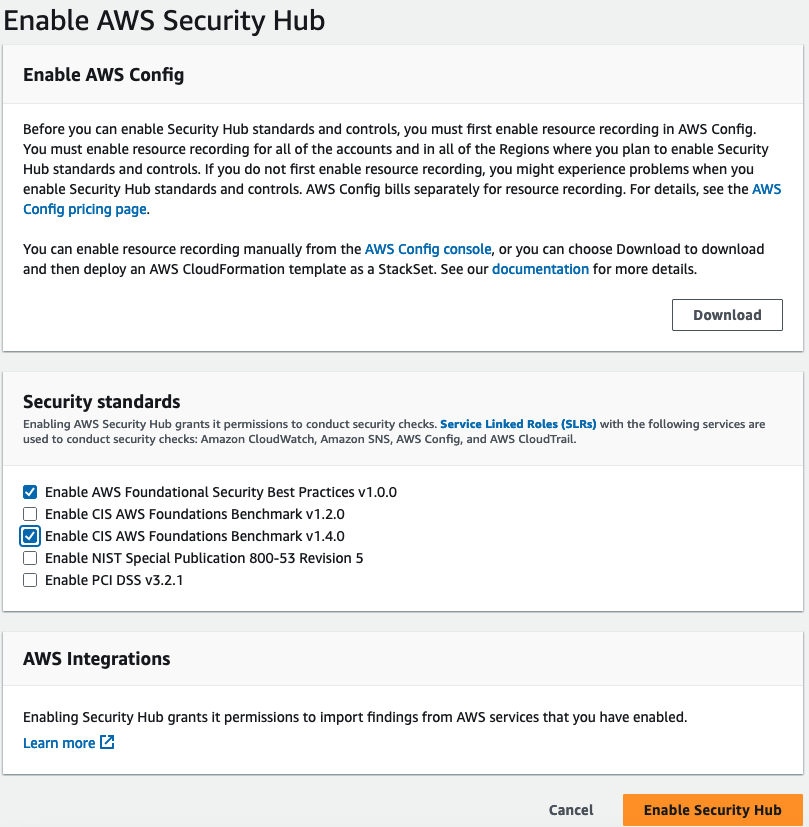 Enable AWS Security Hub
Enable AWS Config
Before you can enable Security Hub standards and controls, you must first enable resource recording in AWS Config.
You must enable resource recording for all of the accounts and in all of the Regions where you plan to enable Security
Hub standards and controls. If you do not first enable resource recording, you might experience problems when you
enable Security Hub standards and controls. AWS Config bills separately for resource recording. For details, see the AWS
Config pricing page.
You can enable resource recording manually from the AWS Config console, or you can choose Download to download
and then deploy an AWS CloudFormation template as a StackSet. See our documentation for more details.
Download
Security standards
Enabling AWS Security Hub grants it permissions to conduct security checks. Service Linked Roles (SLRs) with the following services are
used to conduct security checks: Amazon CloudWatch, Amazon SNS, AWS Config, and AWS CloudTrail.
Enable AWS Foundational Security Best Practices v1.0.0
Enable CIS AWS Foundations Benchmark v1.2.0
Enable CIS AWS Foundations Benchmark v1.4.0
Enable NIST Special Publication 800-53 Revision 5
Enable PCI DSS v3.2.1
AWS Integrations
Enabling Security Hub grants it permissions to import findings from AWS services that you have enabled.
Learn more
Cancel Enable Security Hub